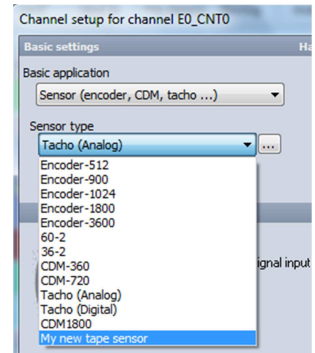 Channel setup for channel E0_CNT0
Basic settings Ha
Basic application
Sensor (encoder, CDM, tacho ...)
Sensor type
Tacho (Analog) ...
Encoder-512
Encoder-900
Encoder-1024
Encoder-1800
Encoder-3600
60-2
36-2
CDM-360
CDM-720
Tacho (Analog)
Tacho (Digital)
CDM1800
My new tape sensor
ignal input